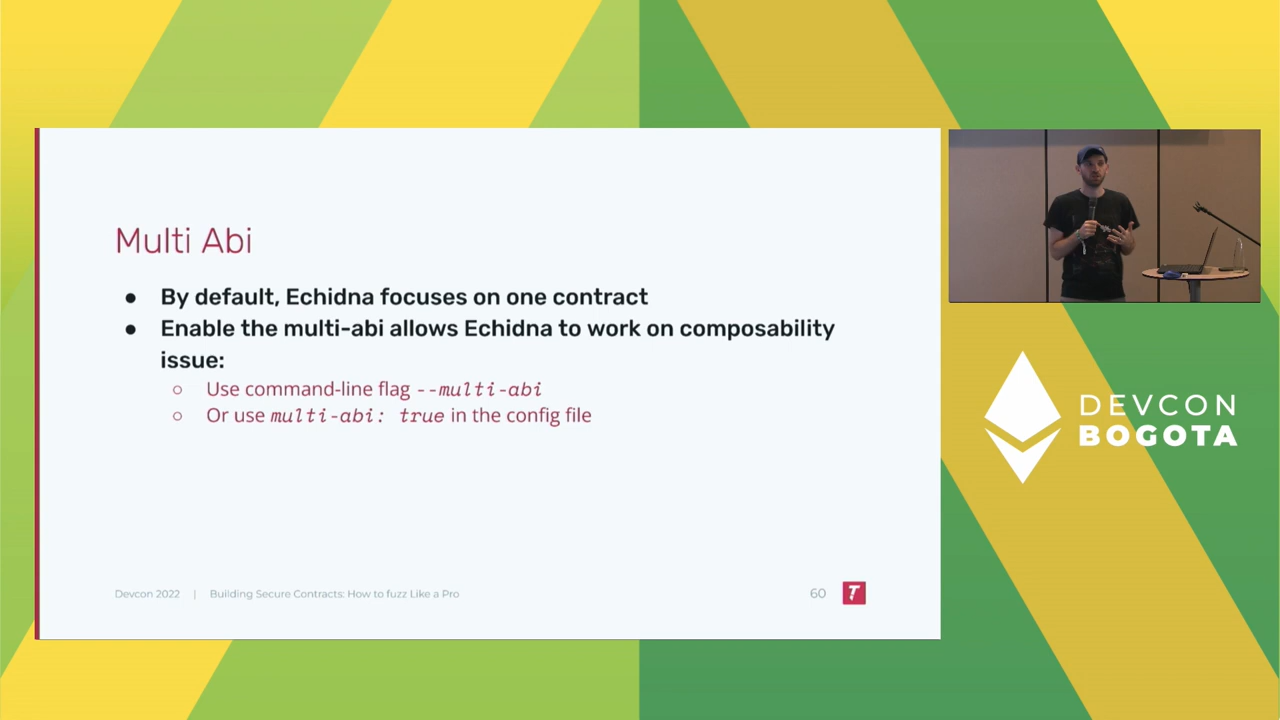 Multi Abi
● By default, Echidna focuses on one contract
● Enable the multi-abi allows Echidna to work on composability
issue:
○ Use command-line flag --multi-abi
○ Or use multi-abi: true in the config file
Devcon 2022 | Building Secure Contracts: How to fuzz Like a Pro
60
DEVCON
BOGOTA